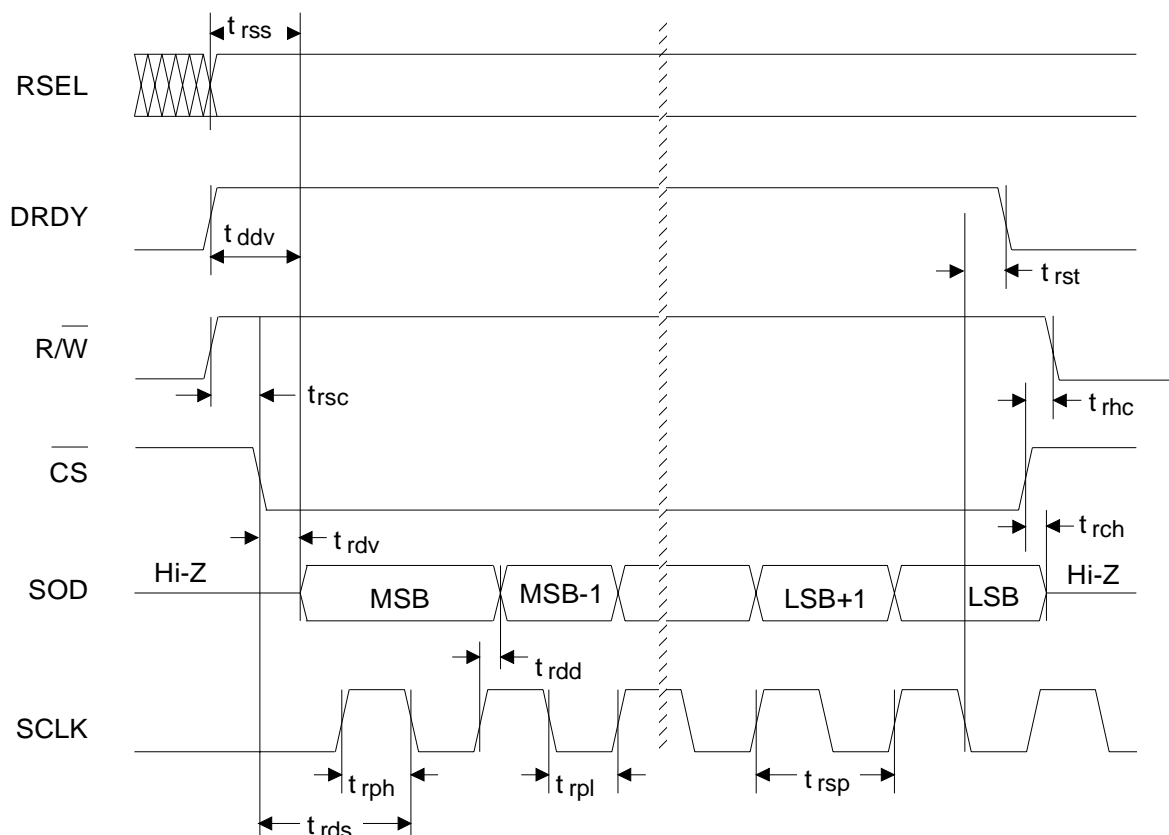 t rss
RSEL
DRDY
t ddv
t rst
R/W̅
t rsc
t rhc
C̅S̅
t rdv
t rch
Hi-Z
SOD
MSB
MSB-1
LSB+1
LSB
Hi-Z
t rdd
SCLK
t rph
t rpl
t rsp
t rds